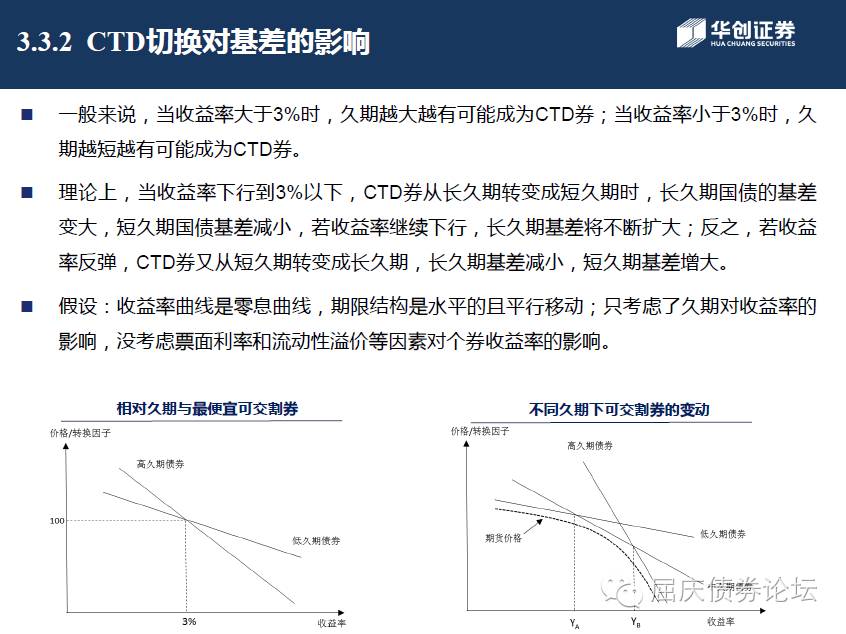 3.3.2 CTD切换对基差的影响
华创证券
HUA CHUANG SECURITIES
■ 一般来说，当收益率大于3%时，久期越大越有可能成为CTD券；当收益率小于3%时，久
期越短越有可能成为CTD券。
■ 理论上，当收益率下行到3%以下，CTD券从长久期转变成短久期时，长久期国债的基差
变大，短久期国债基差减小，若收益率继续下行，长久期基差将不断扩大；反之，若收益
率反弹，CTD券又从短久期转变成长久期，长久期基差减小，短久期基差增大。
■ 假设：收益率曲线是零息曲线，期限结构是水平的且平行移动；只考虑了久期对收益率的
影响，没考虑票面利率和流动性溢价等因素对个券收益率的影响。
相对久期与最便宜可交割券
价格/转换因子
高久期债券
100
低久期债券
3%
收益率
不同久期下可交割券的变动
价格/转换因子
高久期债券
低久期债券
期货价格
屈庆债券论坛
YA
YB
收益率